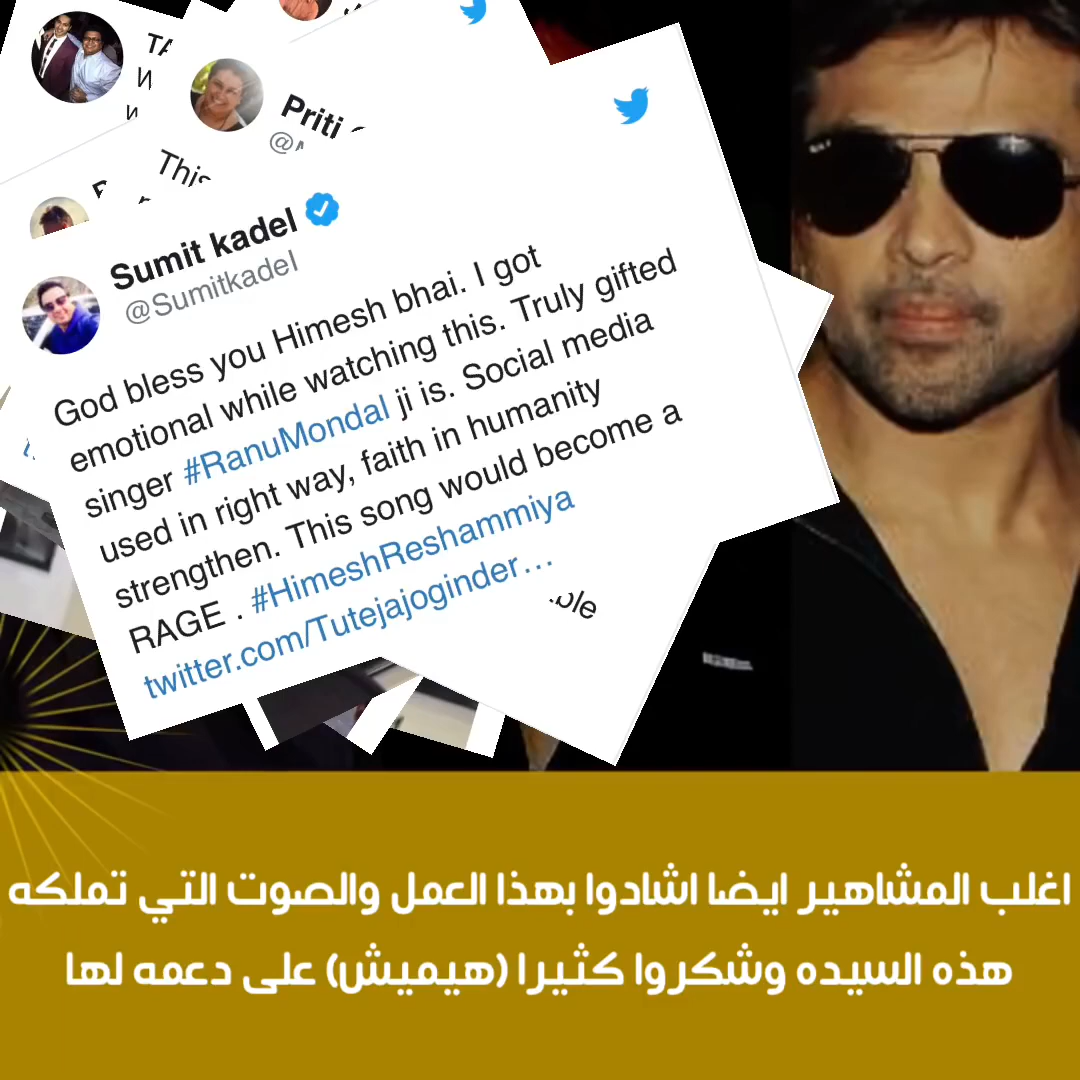 Priti
This
Sumit kadel
@Sumitkadel
God bless you Himesh bhai. I got
emotional while watching this. Truly gifted
singer #RanuMondal ji is. Social media
used in right way, faith in humanity
strengthen. This song would become a
RAGE . #HimeshReshammiya
twitter.com/Tutejajoginder…
اغلب المشاهير ايضا اشادوا بهذا العمل والصوت التي تملكه
هذه السيده وشكروا كثيرا (هيميش) على دعمه لها